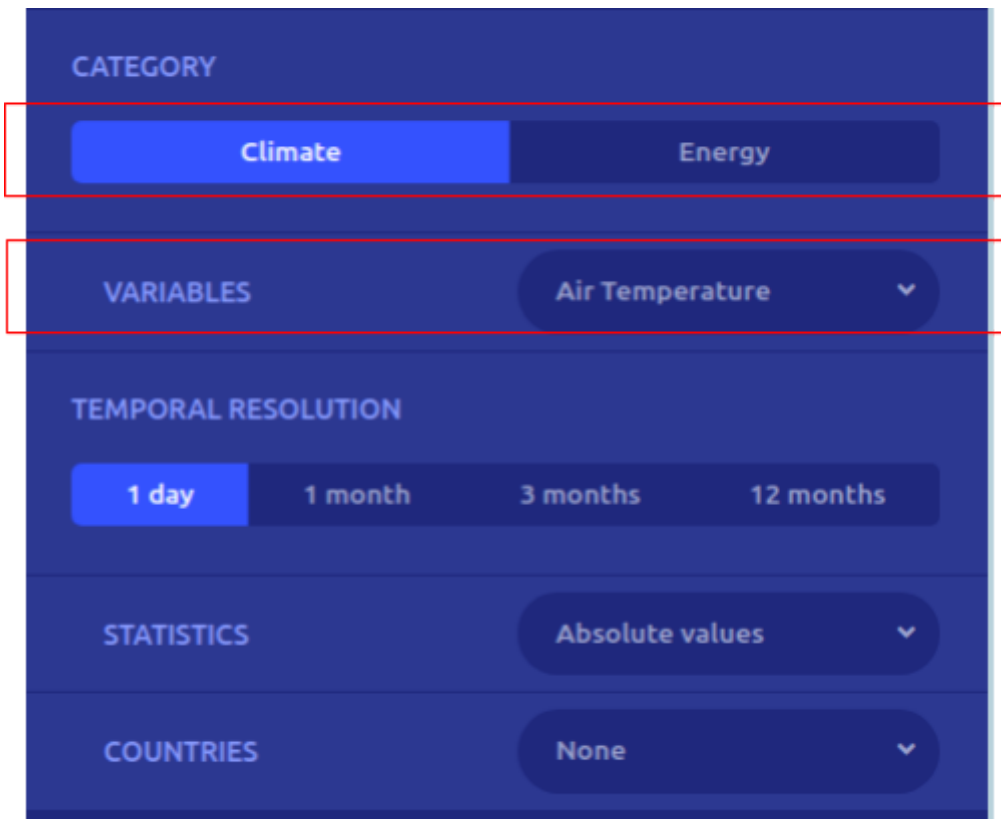 CATEGORY
Climate Energy
VARIABLES Air Temperature
TEMPORAL RESOLUTION
1 day 1 month 3 months 12 months
STATISTICS Absolute values
COUNTRIES None